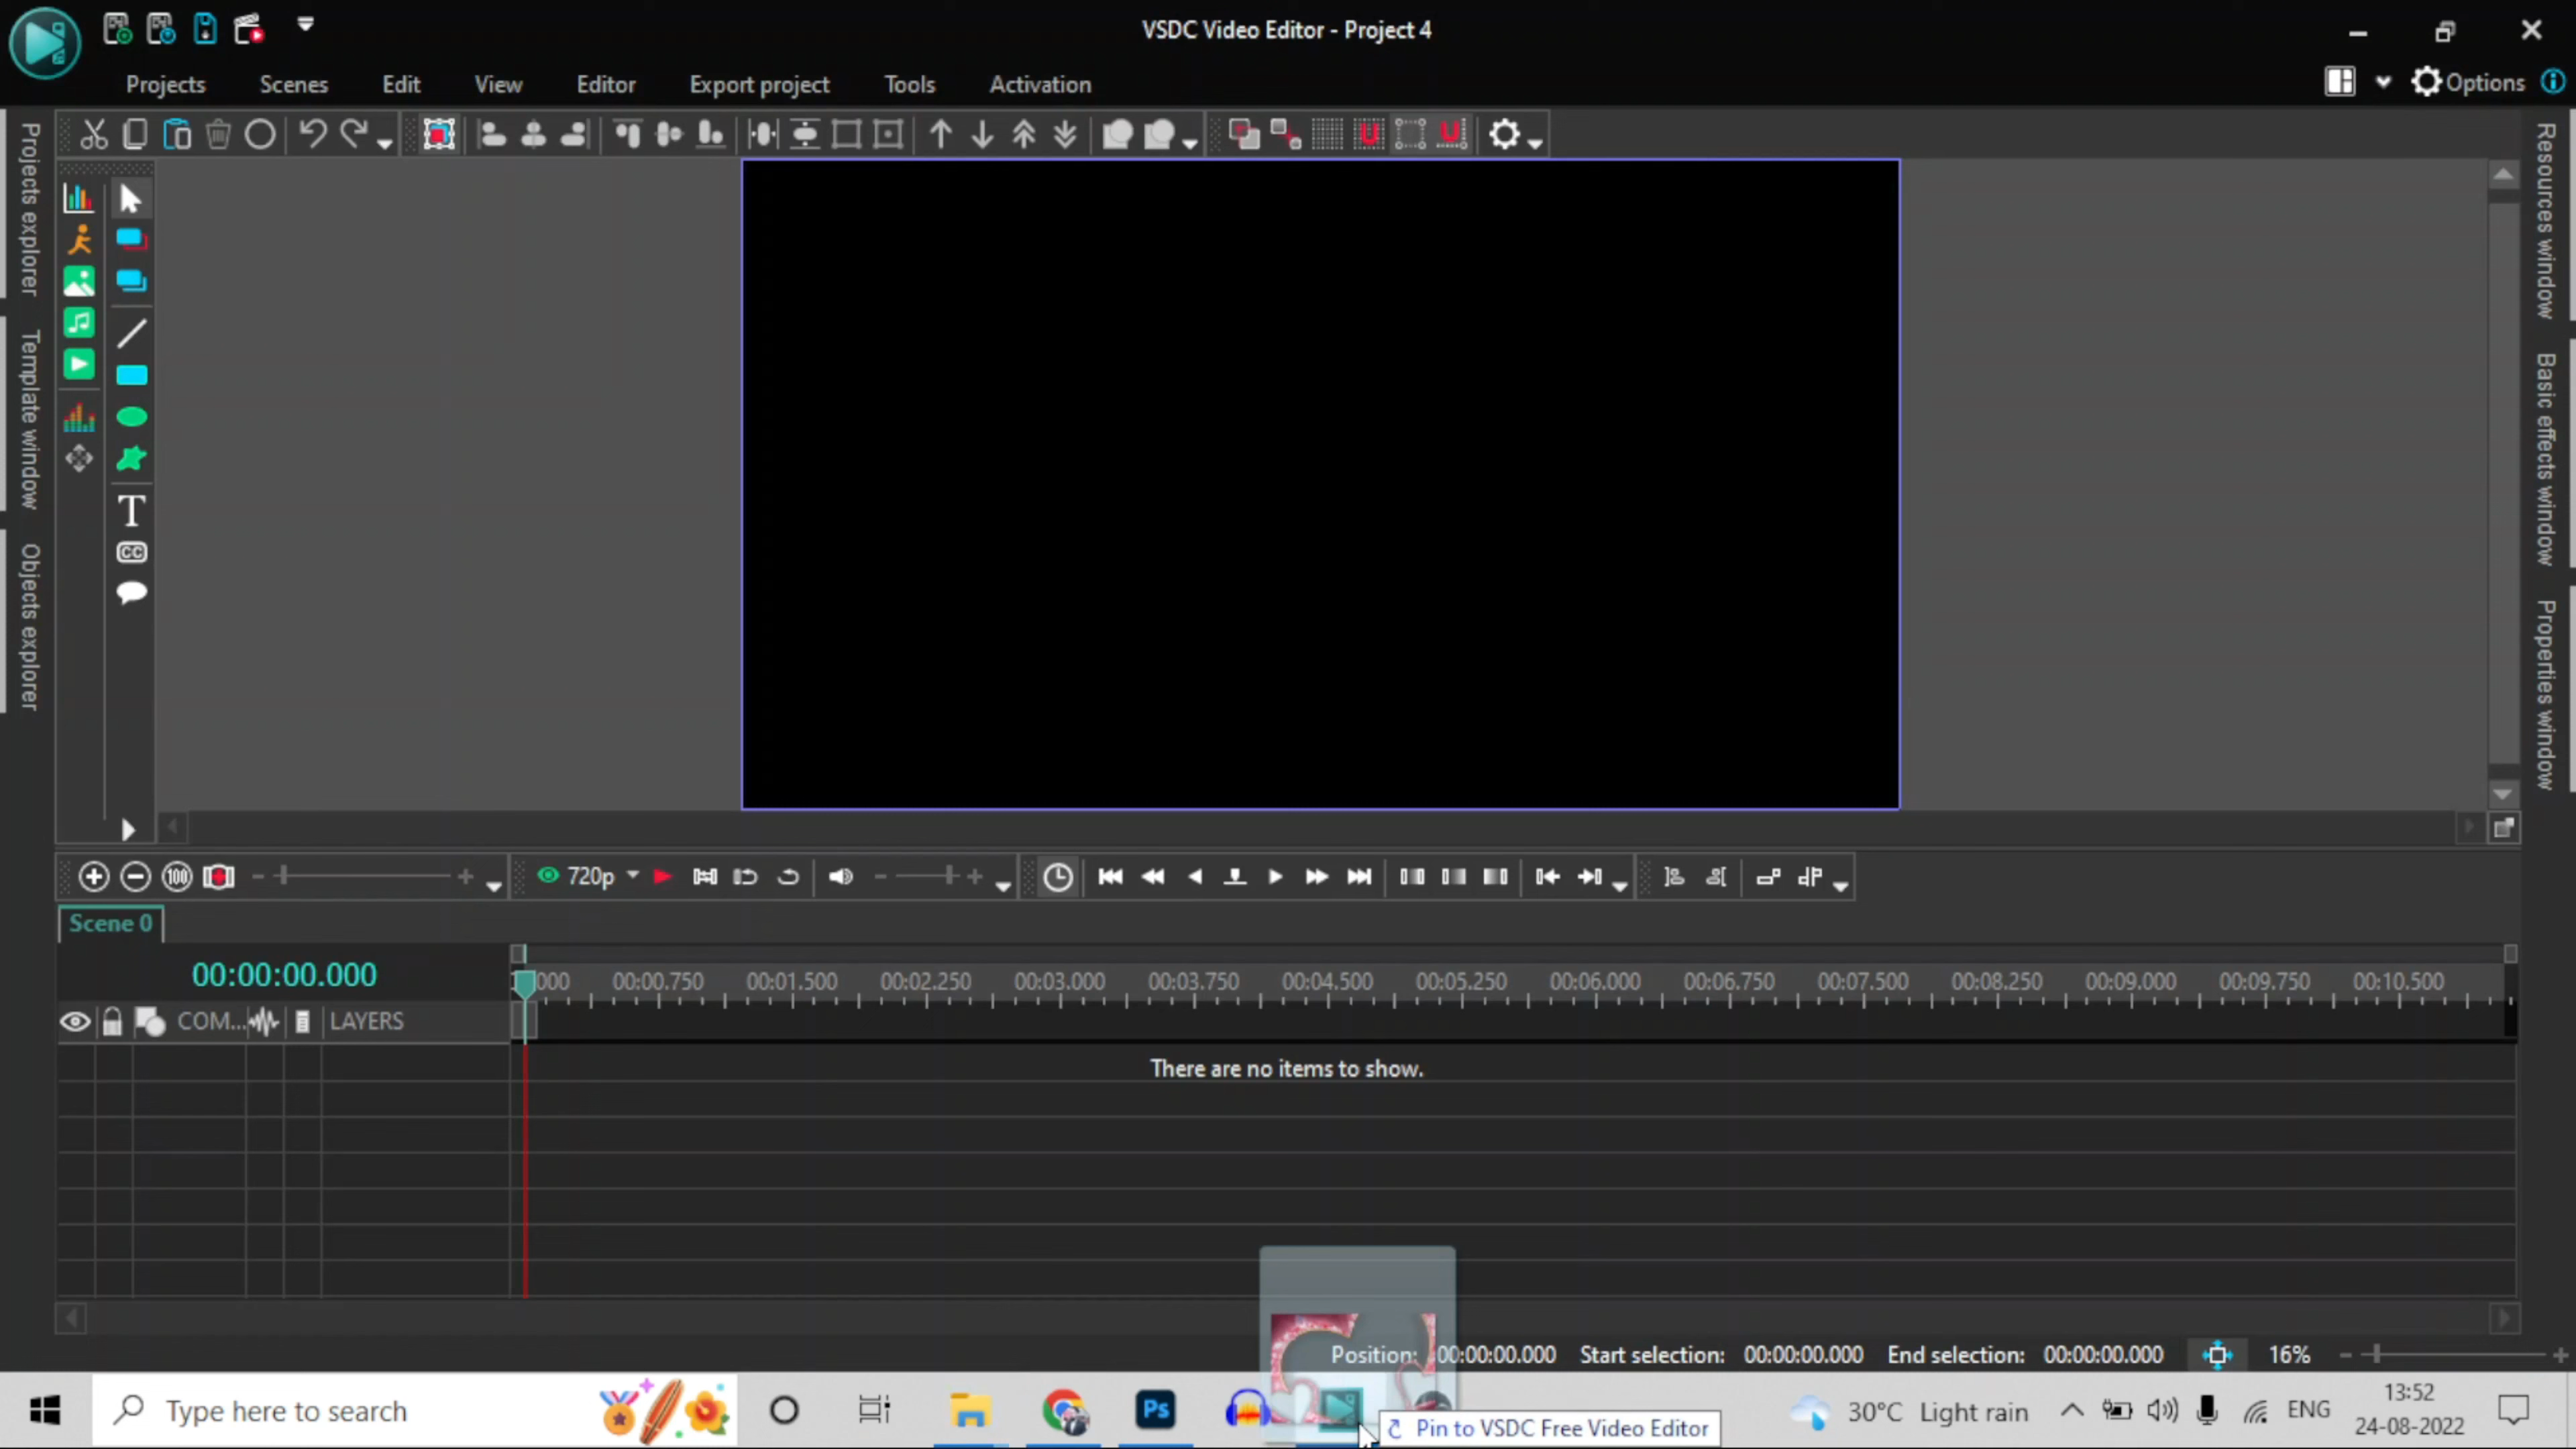 VSDC Video Editor - Project 4
Projects Scenes Edit View Editor Export project Tools Activation Options
Projects explorer
Template window
Objects explorer
Resources window
Basic effects window
Properties window
T
CC
100 720p
Scene 0
00:00:00.000
000 00:00.750 00:01.500 00:02.250 00:03.000 00:03.750 00:04.500 00:05.250 00:06.000 00:06.750 00:07.500 00:08.250 00:09.000 00:09.750 00:10.500
COM... LAYERS
There are no items to show.
Position: 00:00:00.000 Start selection: 00:00:00.000 End selection: 00:00:00.000 16%
Type here to search
Ps
Pin to VSDC Free Video Editor
30°C Light rain
ENG
13:52
24-08-2022